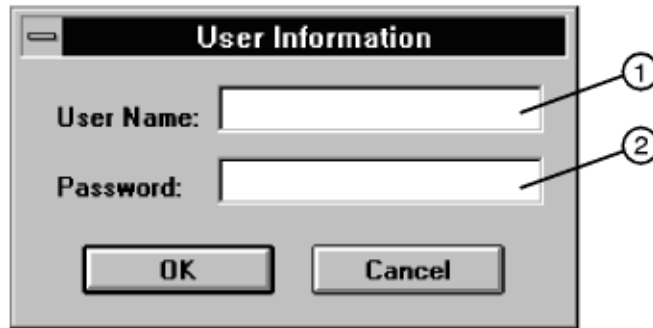 User Information
1
User Name:
2
Password:
OK Cancel